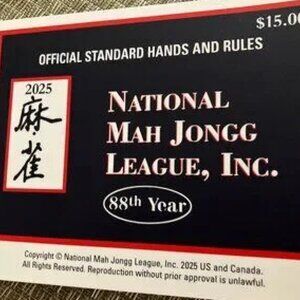 $15.00
OFFICIAL STANDARD HANDS AND RULES
2025
麻雀
NATIONAL
MAH JONGG
LEAGUE, INC.
88th Year
Copyright © National Mah Jongg League, Inc. 2025 US and Canada.
All Rights Reserved. Reproduction without prior approval is unlawful.